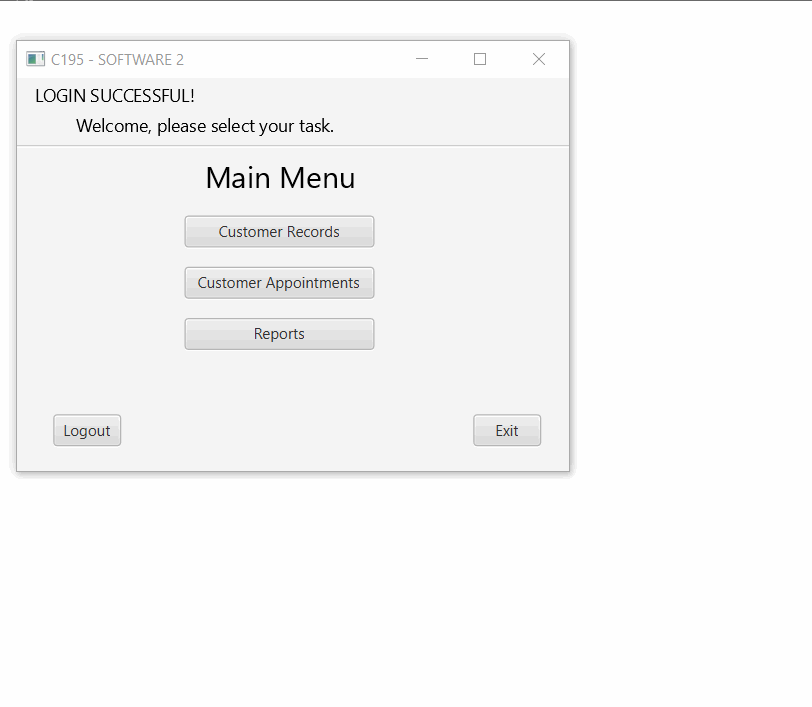 C195 - SOFTWARE 2
LOGIN SUCCESSFUL!
Welcome, please select your task.
Main Menu
Customer Records
Customer Appointments
Reports
Logout
Exit